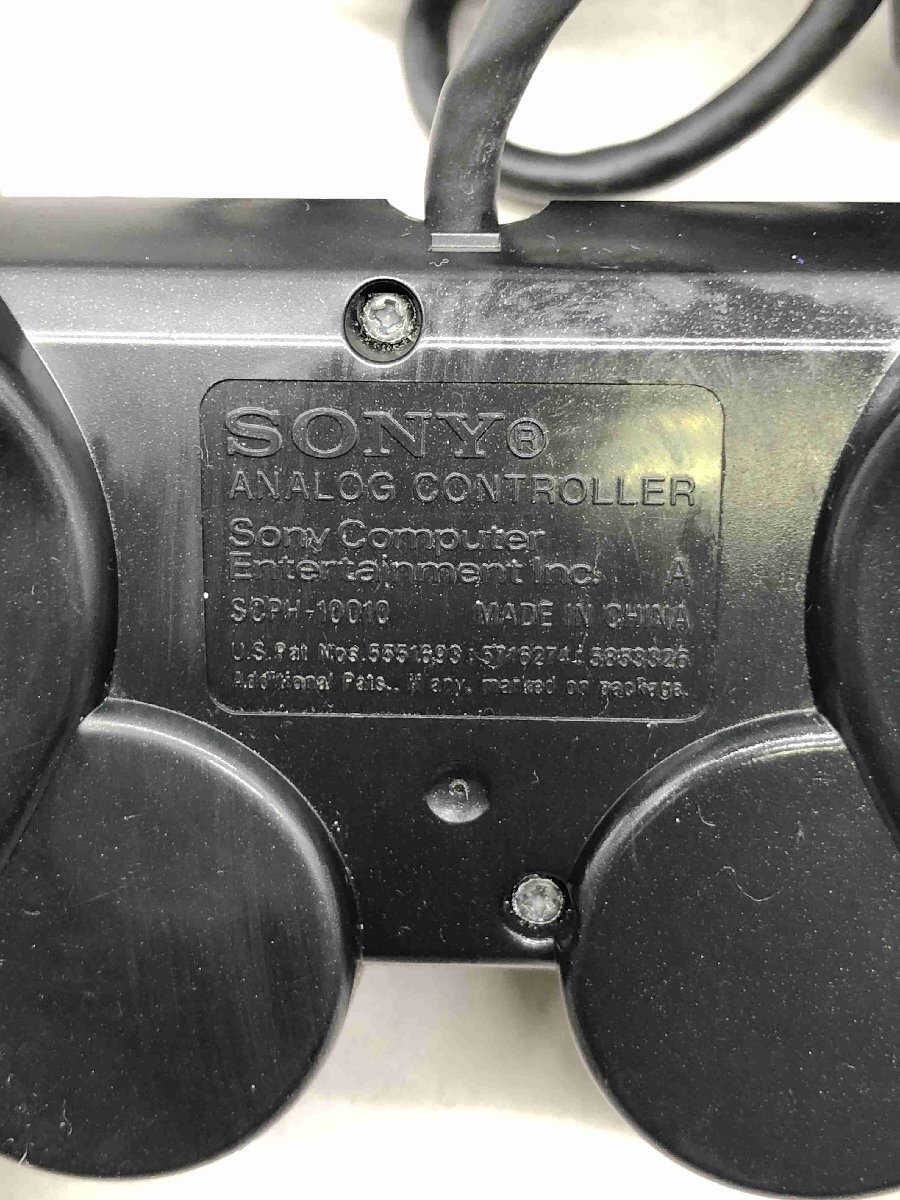 SONY®
ANALOG CONTROLLER
Sony Computer
Entertainment Inc. A
SCPH-10010 MADE IN CHINA
U.S. Pat Nos. 5551693; 5716274; 5853326
Additional Pats., if any, marked on package.